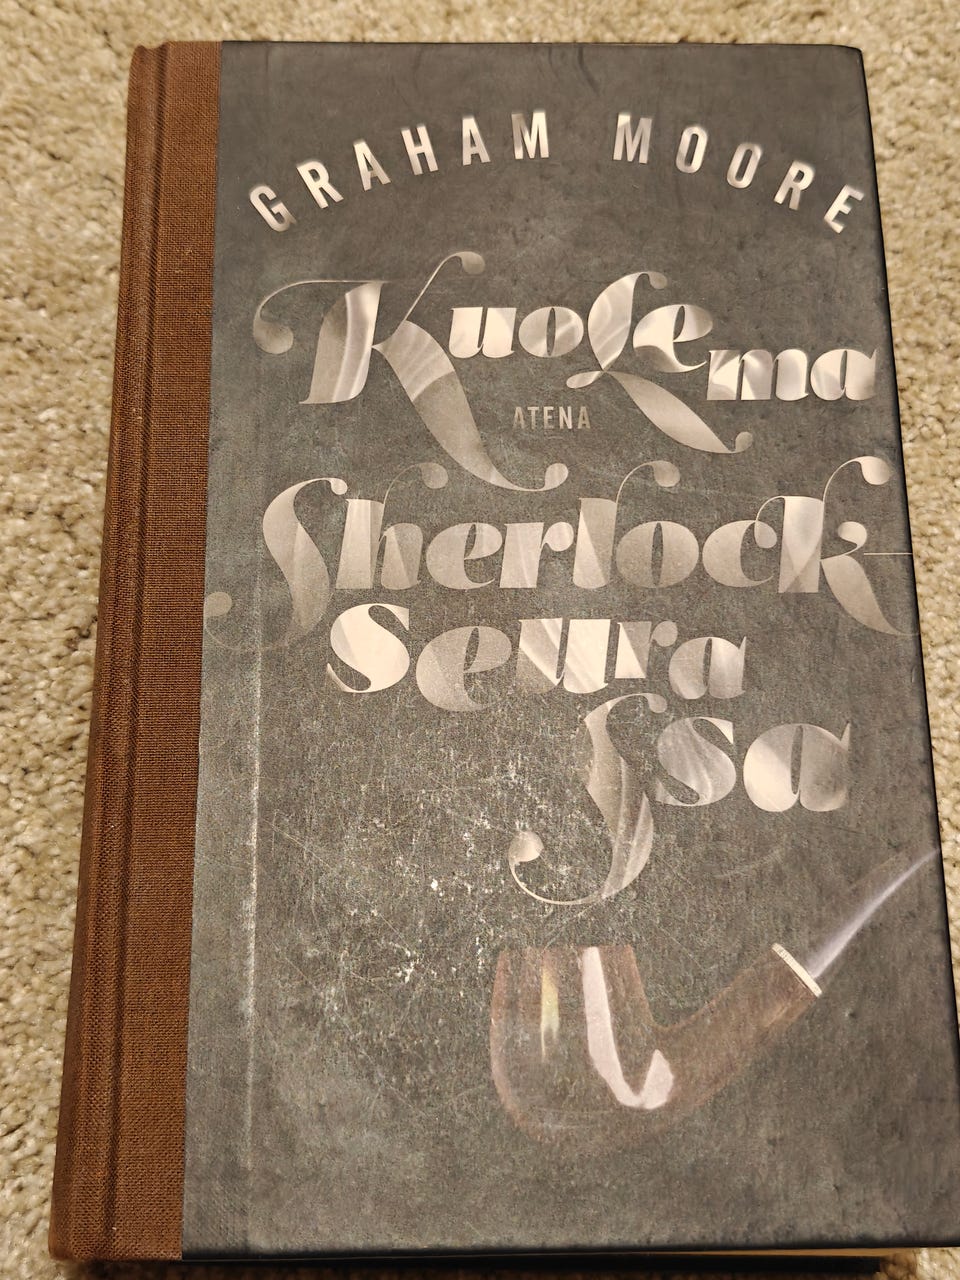 GRAHAM MOORE
Kuolema
ATENA
Sherlock-
Seura
ssa